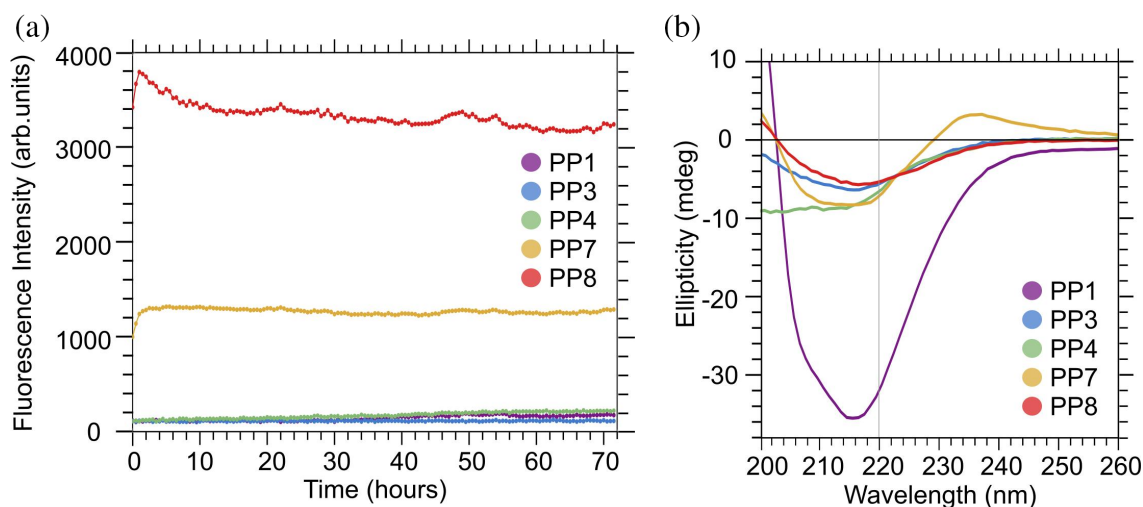 (a)
Fluorescence Intensity (arb.units)
4000
3000
2000
1000
0
PP1
PP3
PP4
PP7
PP8
0 10 20 30 40 50 60 70
Time (hours)
(b)
Ellipticity (mdeg)
10
0
-10
-20
-30
PP1
PP3
PP4
PP7
PP8
200 210 220 230 240 250 260
Wavelength (nm)